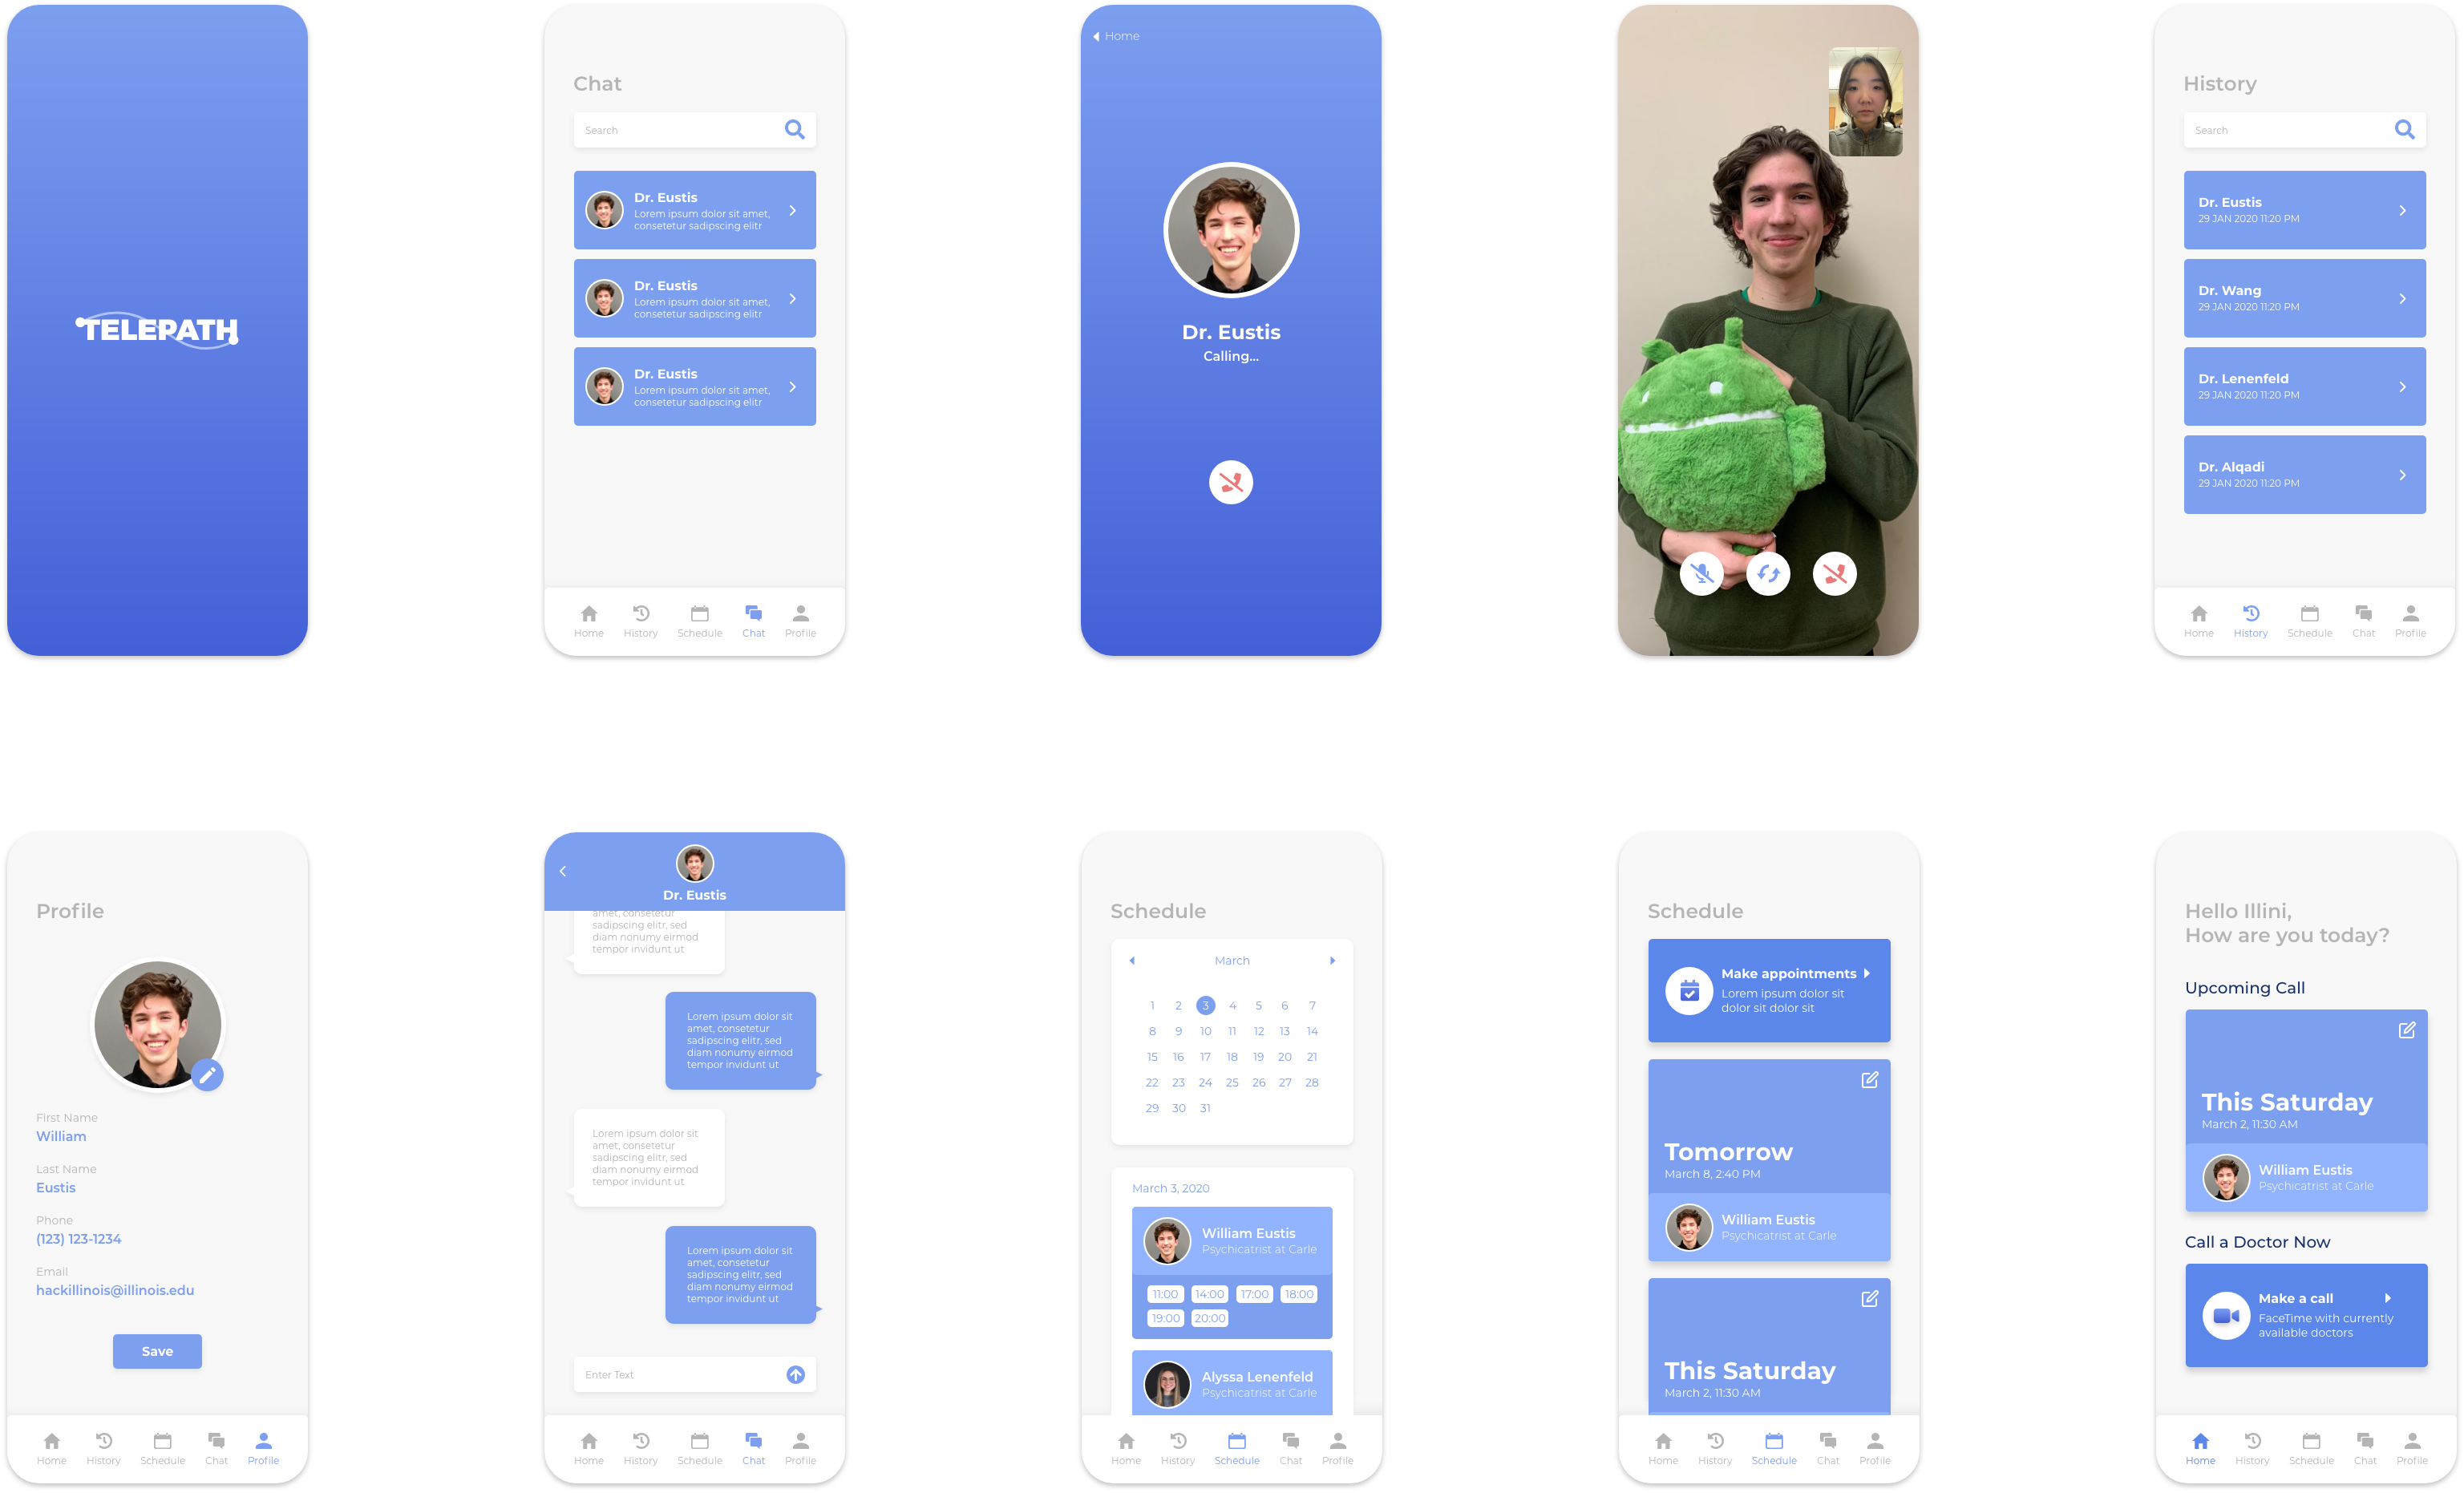 TELEPATH
Chat
Search
Dr. Eustis
Lorem ipsum dolor sit amet,
consetetur sadipscing elitr
Dr. Eustis
Lorem ipsum dolor sit amet,
consetetur sadipscing elitr
Dr. Eustis
Lorem ipsum dolor sit amet,
consetetur sadipscing elitr
Home
History
Schedule
Chat
Profile
Home
Dr. Eustis
Calling...
History
Search
Dr. Eustis
29 JAN 2020 11:20 PM
Dr. Wang
29 JAN 2020 11:20 PM
Dr. Lenenfeld
29 JAN 2020 11:20 PM
Dr. Alqadi
29 JAN 2020 11:20 PM
Home
History
Schedule
Chat
Profile
Profile
First Name
William
Last Name
Eustis
Phone
(123) 123-1234
Email
hackillinois@illinois.edu
Save
Home
History
Schedule
Chat
Profile
Dr. Eustis
amet, consetetur
sadipscing elitr, sed
diam nonumy eirmod
tempor invidunt ut
Lorem ipsum dolor sit
amet, consetetur
sadipscing elitr, sed
diam nonumy eirmod
tempor invidunt ut
Lorem ipsum dolor sit
amet, consetetur
sadipscing elitr, sed
diam nonumy eirmod
tempor invidunt ut
Lorem ipsum dolor sit
amet, consetetur
sadipscing elitr, sed
diam nonumy eirmod
tempor invidunt ut
Enter Text
Home
History
Schedule
Chat
Profile
Schedule
March
1 2 3 4 5 6 7
8 9 10 11 12 13 14
15 16 17 18 19 20 21
22 23 24 25 26 27 28
29 30 31
March 3, 2020
William Eustis
Psychicatrist at Carle
11:00 14:00 17:00 18:00
19:00 20:00
Alyssa Lenenfeld
Psychicatrist at Carle
Home
History
Schedule
Chat
Profile
Schedule
Make appointments
Lorem ipsum dolor sit
dolor sit dolor sit
Tomorrow
March 8, 2:40 PM
William Eustis
Psychicatrist at Carle
This Saturday
March 2, 11:30 AM
Home
History
Schedule
Chat
Profile
Hello Illini,
How are you today?
Upcoming Call
This Saturday
March 2, 11:30 AM
William Eustis
Psychicatrist at Carle
Call a Doctor Now
Make a call
FaceTime with currently
available doctors
Home
History
Schedule
Chat
Profile